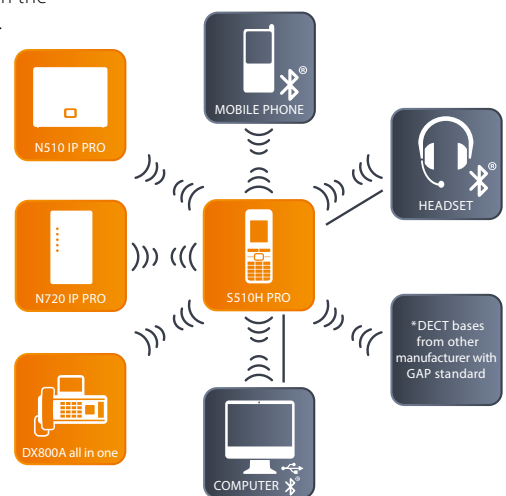 n the
.
MOBILE PHONE
®
N510 IP PRO
HEADSET
®
N720 IP PRO
S510H PRO
*DECT bases
from other
manufacturer with
GAP standard
DX800A all in one
COMPUTER
®